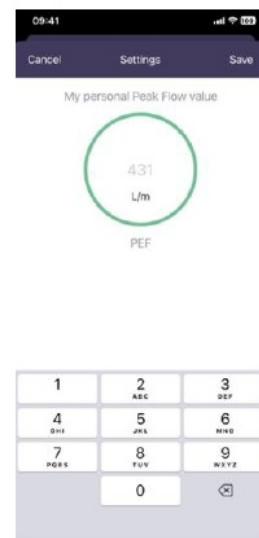 09:41
Cancel Settings Save
My personal Peak Flow value
431
L/m
PEF
1 2 3
ABC DEF
4 5 6
GHI JKL MNO
7 8 9
PQRS TUV WXYZ
0